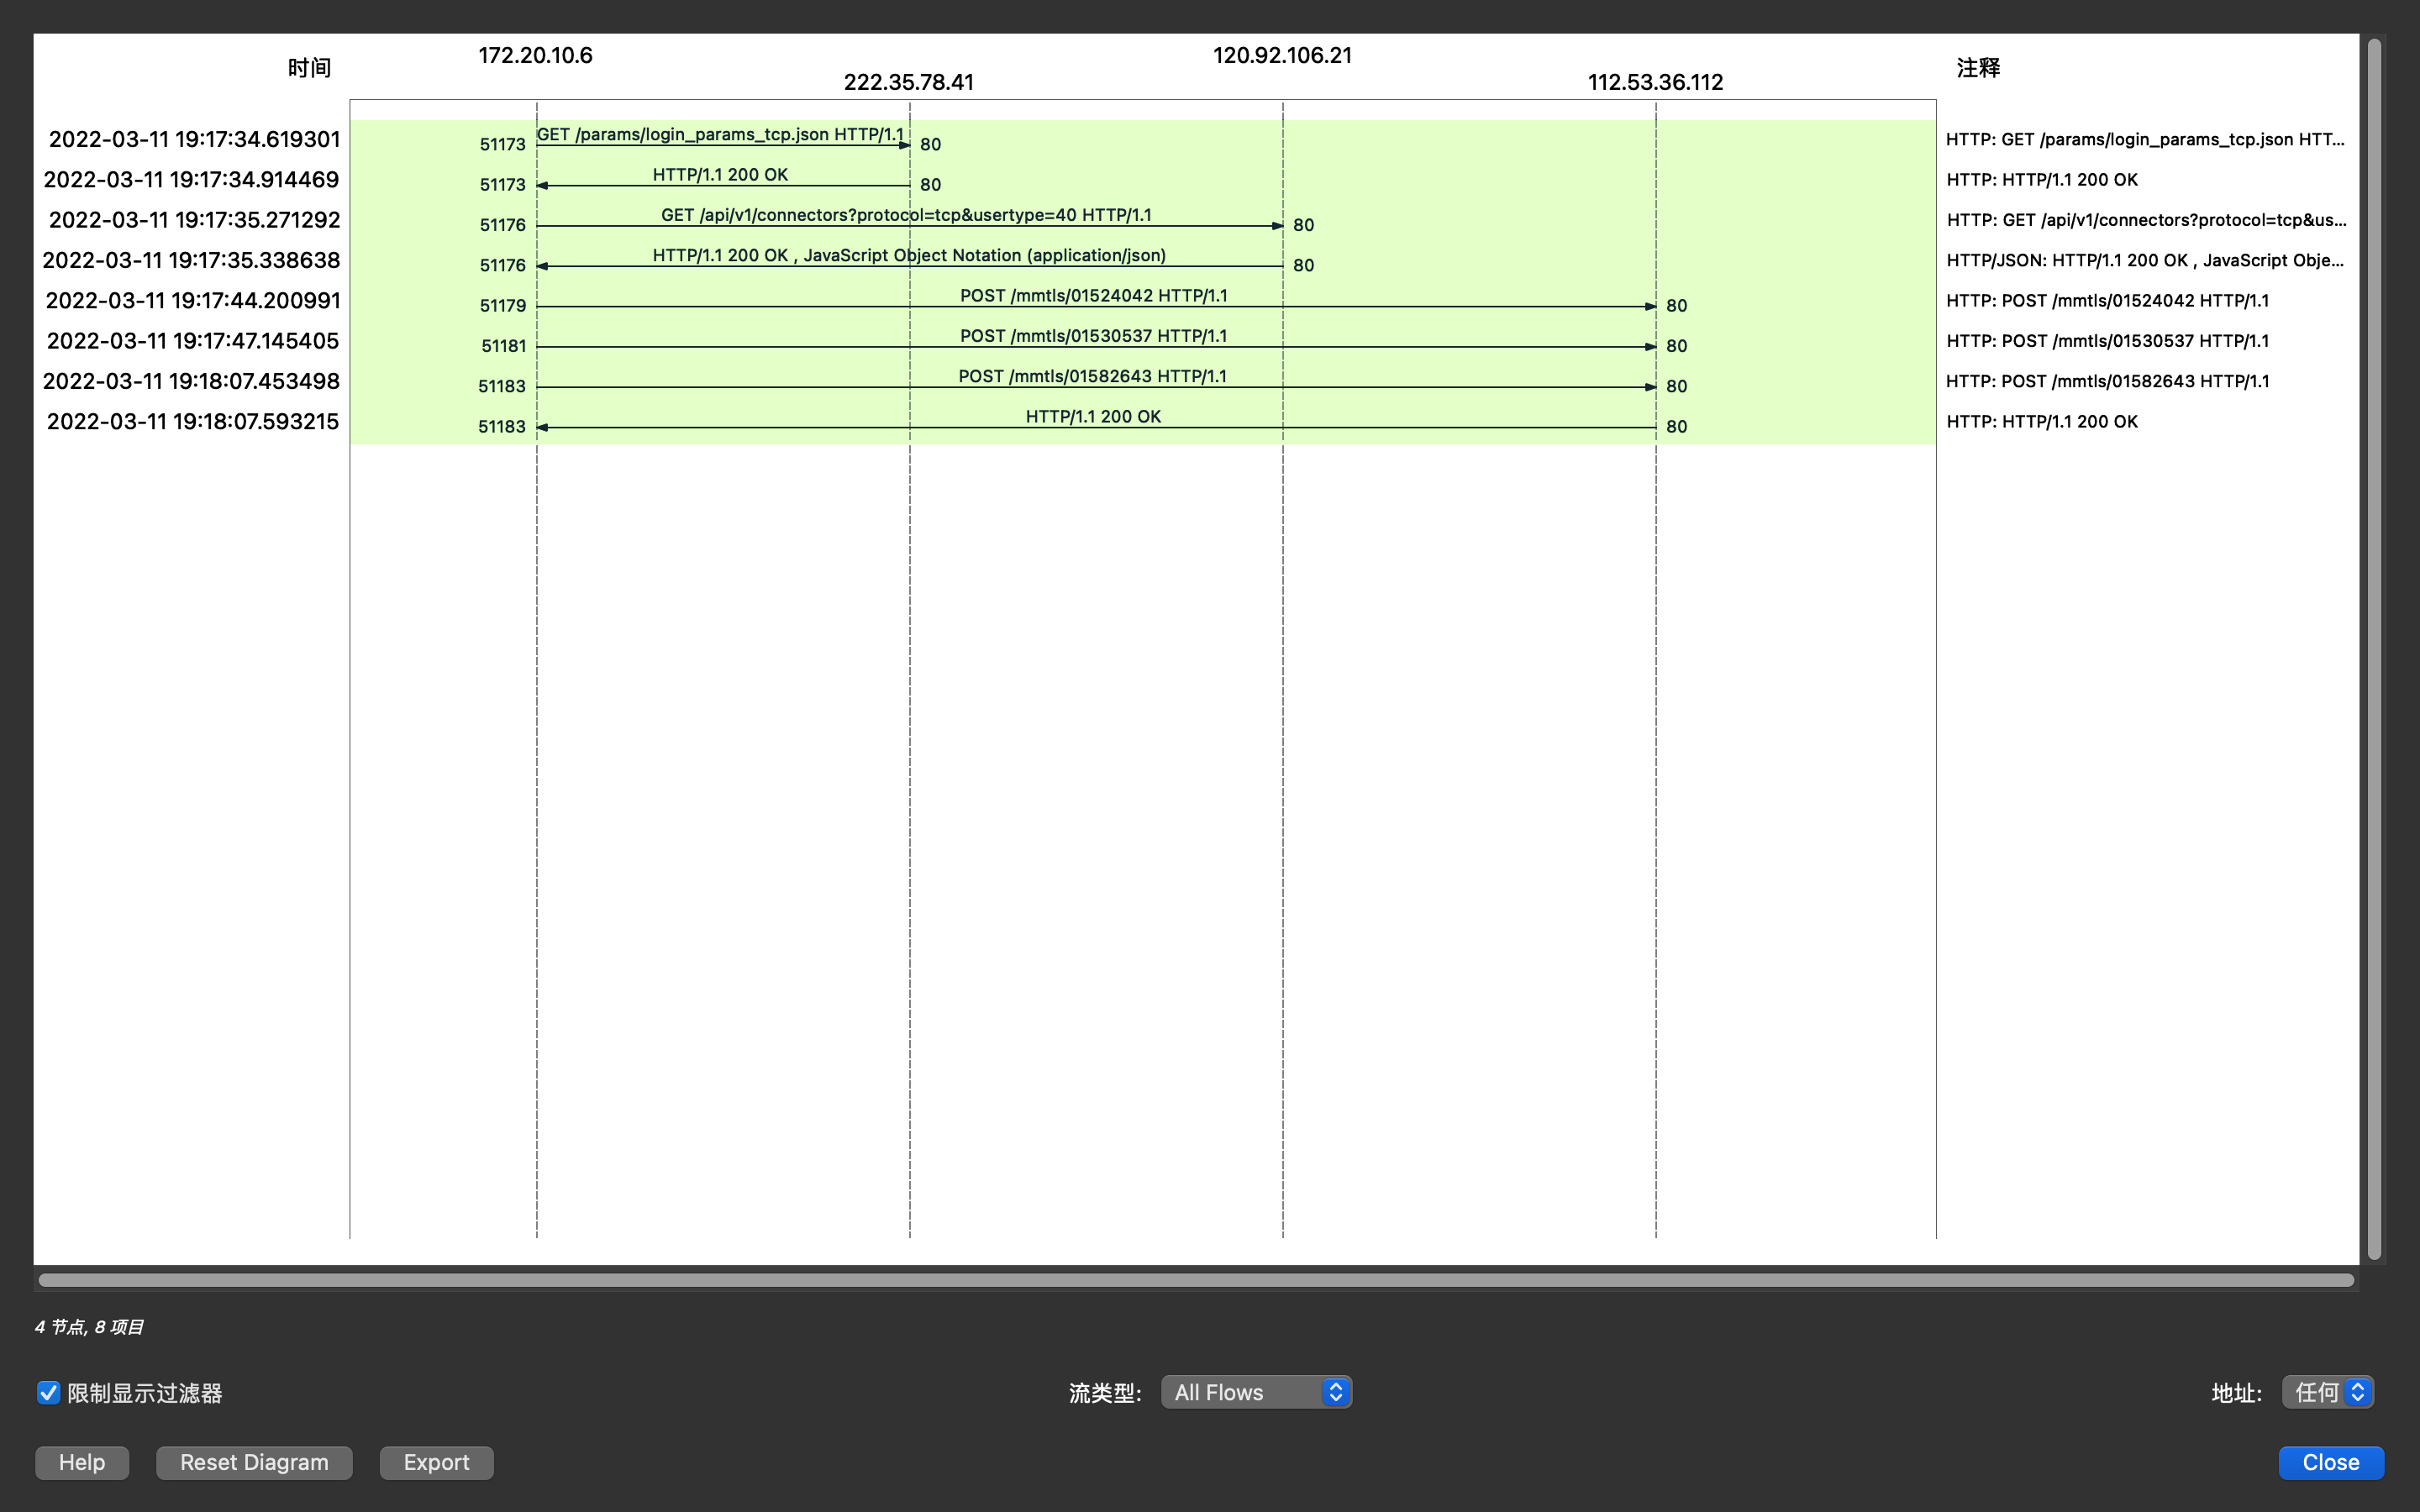 时间 172.20.10.6 222.35.78.41 120.92.106.21 112.53.36.112 注释
2022-03-11 19:17:34.619301 51173 GET /params/login_params_tcp.json HTTP/1.1 80 HTTP: GET /params/login_params_tcp.json HTT...
2022-03-11 19:17:34.914469 51173 HTTP/1.1 200 OK 80 HTTP: HTTP/1.1 200 OK
2022-03-11 19:17:35.271292 51176 GET /api/v1/connectors?protocol=tcp&usertype=40 HTTP/1.1 80 HTTP: GET /api/v1/connectors?protocol=tcp&us...
2022-03-11 19:17:35.338638 51176 HTTP/1.1 200 OK , JavaScript Object Notation (application/json) 80 HTTP/JSON: HTTP/1.1 200 OK , JavaScript Obje...
2022-03-11 19:17:44.200991 51179 POST /mmtls/01524042 HTTP/1.1 80 HTTP: POST /mmtls/01524042 HTTP/1.1
2022-03-11 19:17:47.145405 51181 POST /mmtls/01530537 HTTP/1.1 80 HTTP: POST /mmtls/01530537 HTTP/1.1
2022-03-11 19:18:07.453498 51183 POST /mmtls/01582643 HTTP/1.1 80 HTTP: POST /mmtls/01582643 HTTP/1.1
2022-03-11 19:18:07.593215 51183 HTTP/1.1 200 OK 80 HTTP: HTTP/1.1 200 OK
4 节点, 8 项目
限制显示过滤器 流类型: All Flows 地址: 任何
Help Reset Diagram Export Close